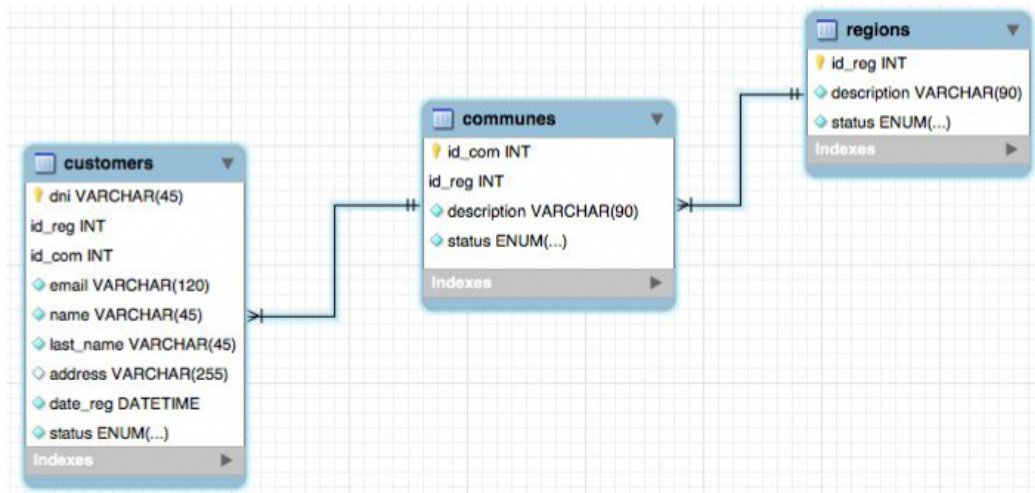 customers
dni VARCHAR(45)
id_reg INT
id_com INT
email VARCHAR(120)
name VARCHAR(45)
last_name VARCHAR(45)
address VARCHAR(255)
date_reg DATETIME
status ENUM(...)
Indexes
communes
id_com INT
id_reg INT
description VARCHAR(90)
status ENUM(...)
Indexes
regions
id_reg INT
description VARCHAR(90)
status ENUM(...)
Indexes